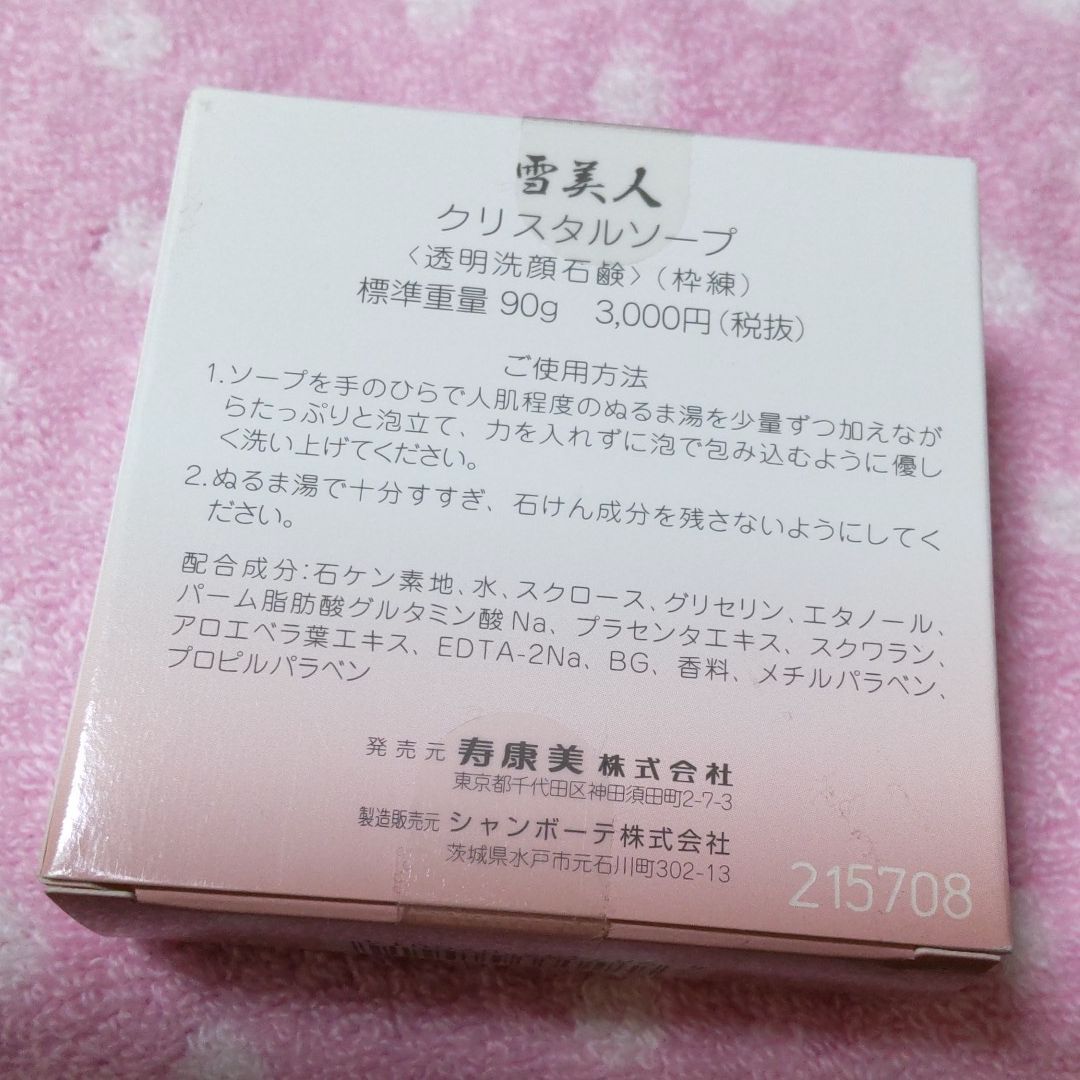 雪美人
クリスタルソープ
〈透明洗顔石鹸〉(枠練)
標準重量 90g 3,000円(税抜)
ご使用方法
1.ソープを手のひらで人肌程度のぬるま湯を少量ずつ加えなが
らたっぷりと泡立て、力を入れずに泡で包み込むように優し
く洗い上げてください。
2.ぬるま湯で十分すすぎ、石けん成分を残さないようにしてく
ださい。
配合成分:石ケン素地、水、スクロース、グリセリン、エタノール、
パーム脂肪酸グルタミン酸Na、プラセンタエキス、スクワラン、
アロエベラ葉エキス、EDTA-2Na、BG、香料、メチルパラベン、
プロピルパラベン
発売元 寿康美株式会社
東京都千代田区神田須田町2-7-3
製造販売元 シャンボーテ株式会社
茨城県水戸市元石川町302-13
215708